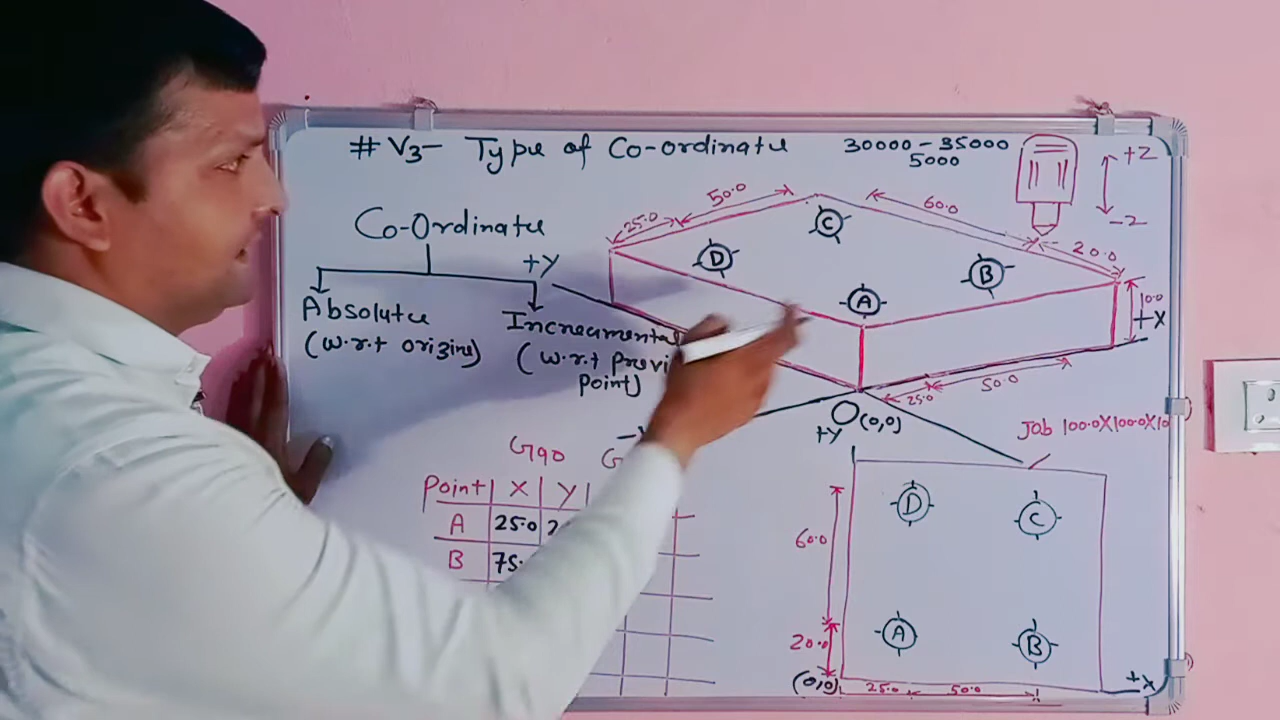 # V3- Type of Co-ordinate
30000 - 35000
5000
+Z
-Z
Co-Ordinate
Absolute
(w.r.t origine)
+Y
Increamental
(w.r.t
point)
25.0
50.0
60.0
20.0
D
C
B
A
10.0
+X
25.0
50.0
O(0,0)
Job 100.0X100.0X10
G90
Point X Y
A 25.0
B
+Y
D
C
60.0
A
B
20.0
(0,0)
25.0
50.0
+X